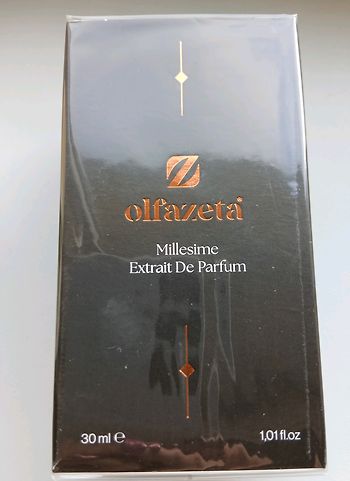 olfazeta
Millesime
Extrait De Parfum
30 ml ℮
1,01 fl.oz